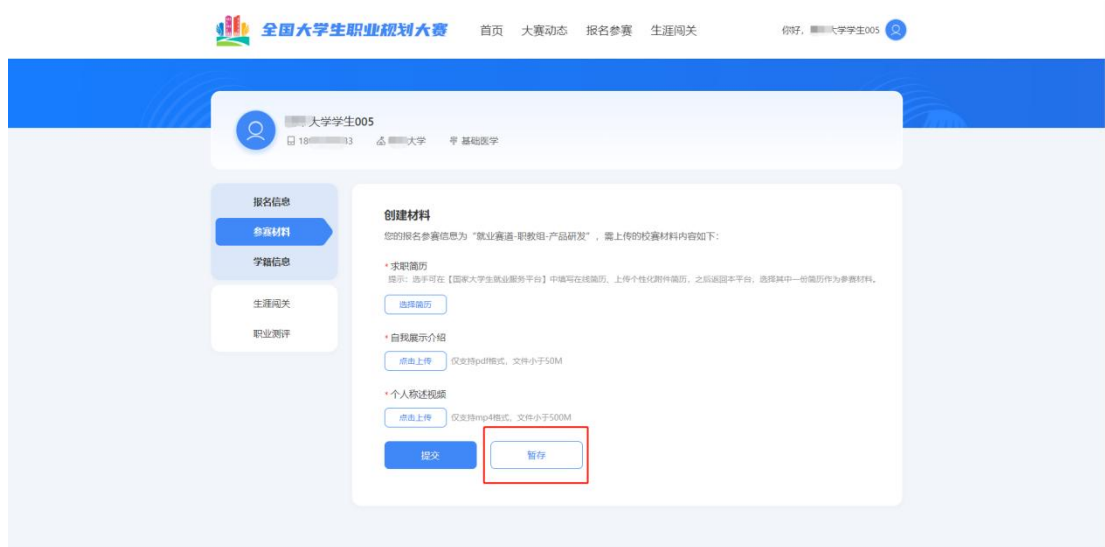 全国大学生职业规划大赛 首页 大赛动态 报名参赛 生涯闯关 你好, 大学学生005
大学学生005
18 33 大学 基础医学
报名信息
参赛材料
学籍信息
生涯闯关
职业测评
创建材料
您的报名参赛信息为“就业赛道-职教组-产品研发”，需上传的校赛材料内容如下：
*求职简历
提示：选手可在【国家大学生就业服务平台】中填写在线简历、上传个性化附件简历，之后返回本平台，选择其中一份简历作为参赛材料。
选择简历
*自我展示介绍
点击上传 仅支持pdf格式，文件小于50M
*个人称述视频
点击上传 仅支持mp4格式，文件小于500M
提交 暂存